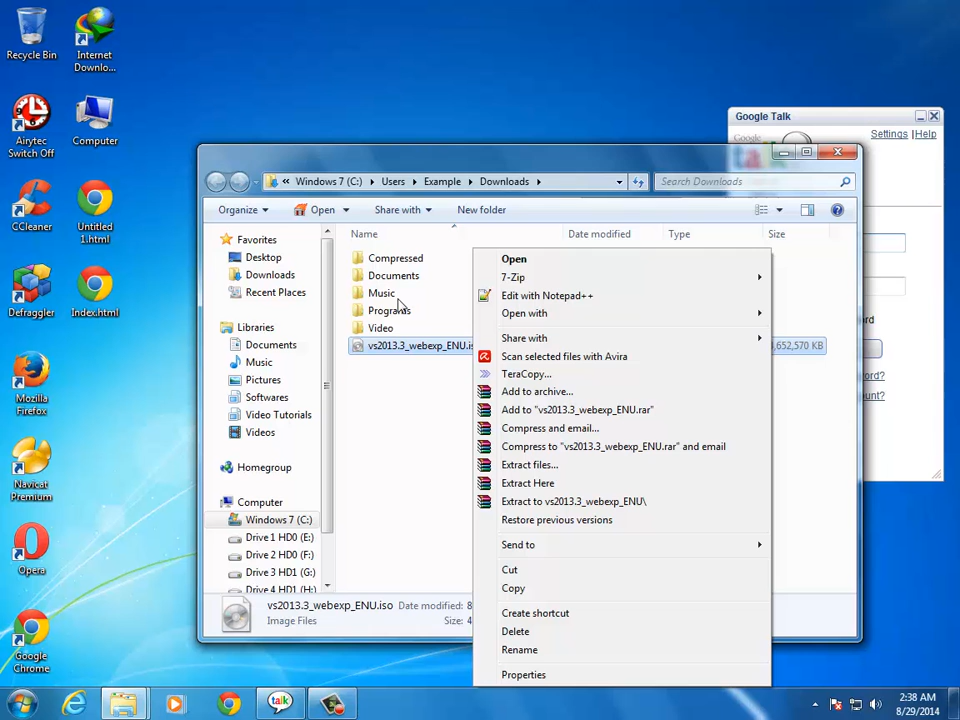 Recycle Bin
Internet
Downlo...
Airytec
Switch Off
Computer
CCleaner
Untitled
1.html
Defraggler
Index.html
Mozilla
Firefox
Navicat
Premium
Opera
Google
Chrome
Google Talk
Settings | Help
Google
Windows 7 (C:) Users Example Downloads
Search Downloads
Organize Open Share with New folder
Name Date modified Type Size
Favorites
Desktop
Downloads
Recent Places
Libraries
Documents
Music
Pictures
Softwares
Video Tutorials
Videos
Homegroup
Computer
Windows 7 (C:)
Drive 1 HD0 (E:)
Drive 2 HD0 (F:)
Drive 3 HD1 (G:)
Drive 4 HD1 (H:)
Compressed
Documents
Music
Programs
Video
vs2013.3_webexp_ENU.is
,652,570 KB
Open
7-Zip
Edit with Notepad++
Open with
Share with
Scan selected files with Avira
TeraCopy...
Add to archive...
Add to "vs2013.3_webexp_ENU.rar"
Compress and email...
Compress to "vs2013.3_webexp_ENU.rar" and email
Extract files...
Extract Here
Extract to vs2013.3_webexp_ENU\
Restore previous versions
Send to
Cut
Copy
Create shortcut
Delete
Rename
Properties
vs2013.3_webexp_ENU.iso Date modified: 8
Image Files Size: 4
rd
ord?
ount?
talk
2:38 AM
8/29/2014